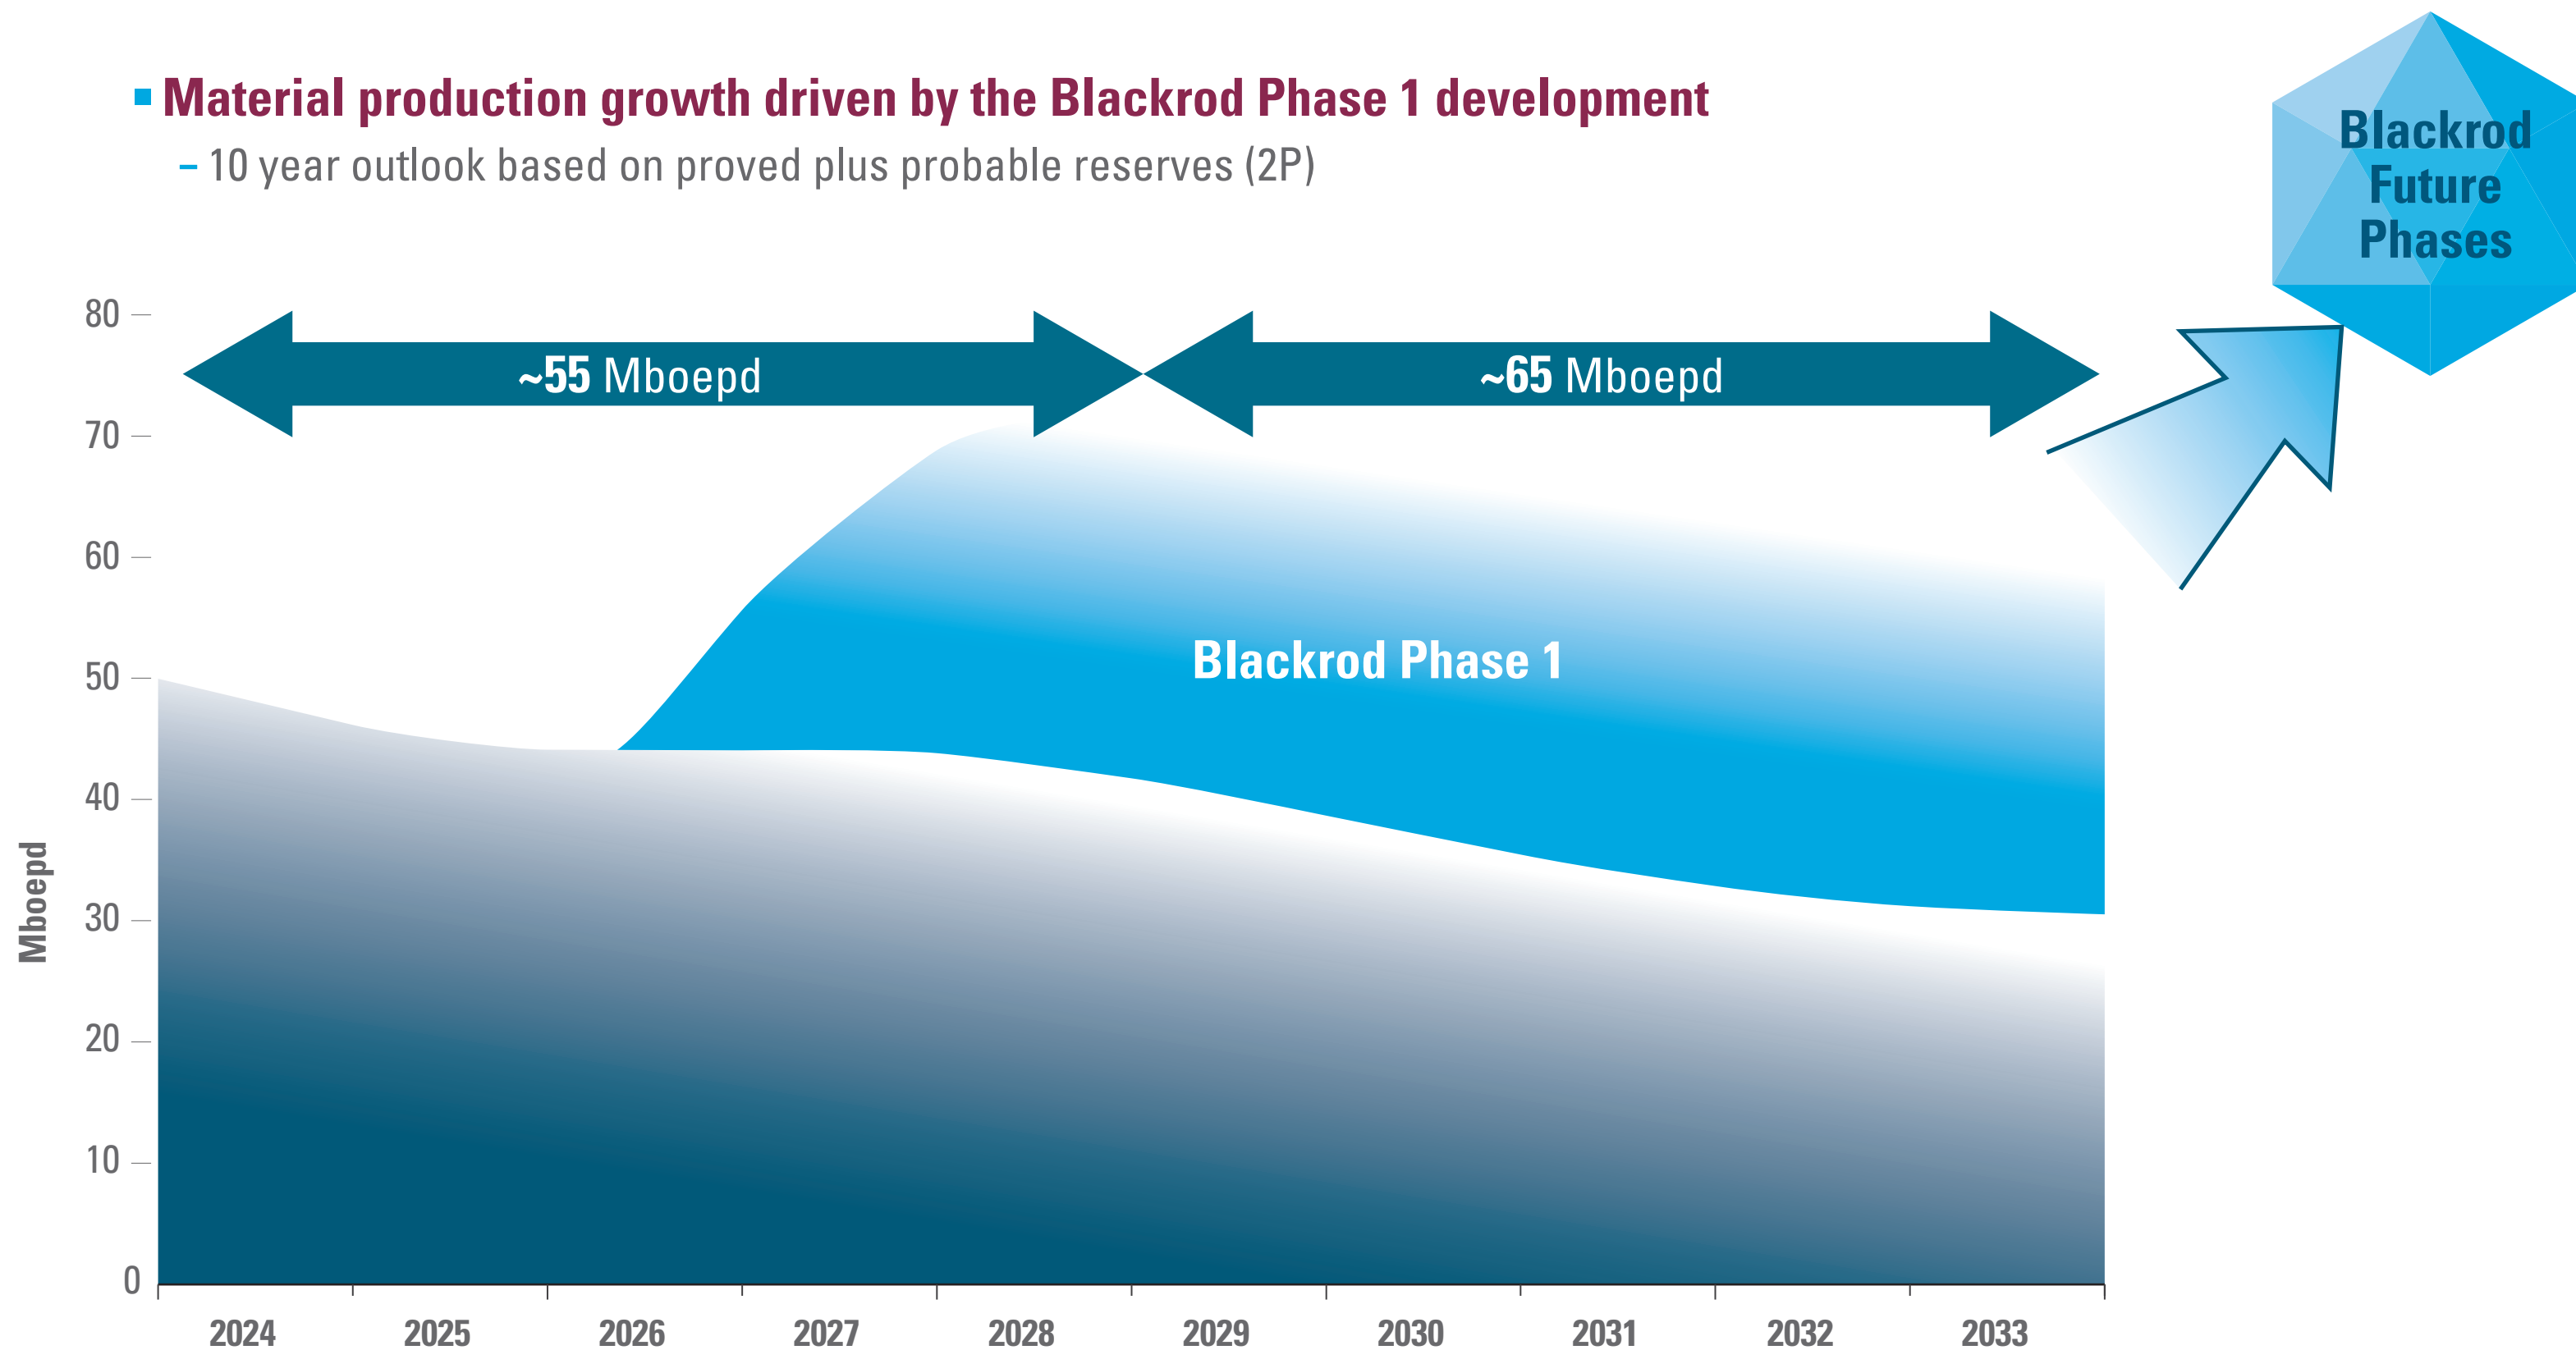 Material production growth driven by the Blackrod Phase 1 development
– 10 year outlook based on proved plus probable reserves (2P)
Blackrod
Future
Phases
80
~55 Mboepd
~65 Mboepd
70
60
Blackrod Phase 1
50
40
30
20
10
0
Mboepd
2024
2025
2026
2027
2028
2029
2030
2031
2032
2033